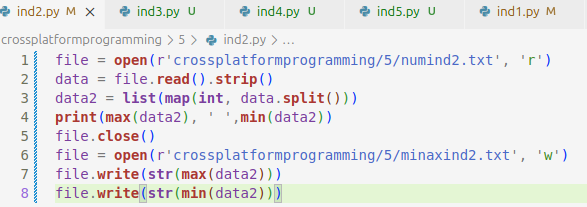 ind2.py M × ind3.py ind4.py ind5.py ind1.py
crossplatformprogramming > 5 > ind2.py > ...
1 file = open(r'crossplatformprogramming/5/numind2.txt', 'r')
2 data = file.read().strip()
3 data2 = list(map(int, data.split()))
4 print(max(data2), ' ',min(data2))
5 file.close()
6 file = open(r'crossplatformprogramming/5/minaxind2.txt', 'w')
7 file.write(str(max(data2)))
8 file.write(str(min(data2)))